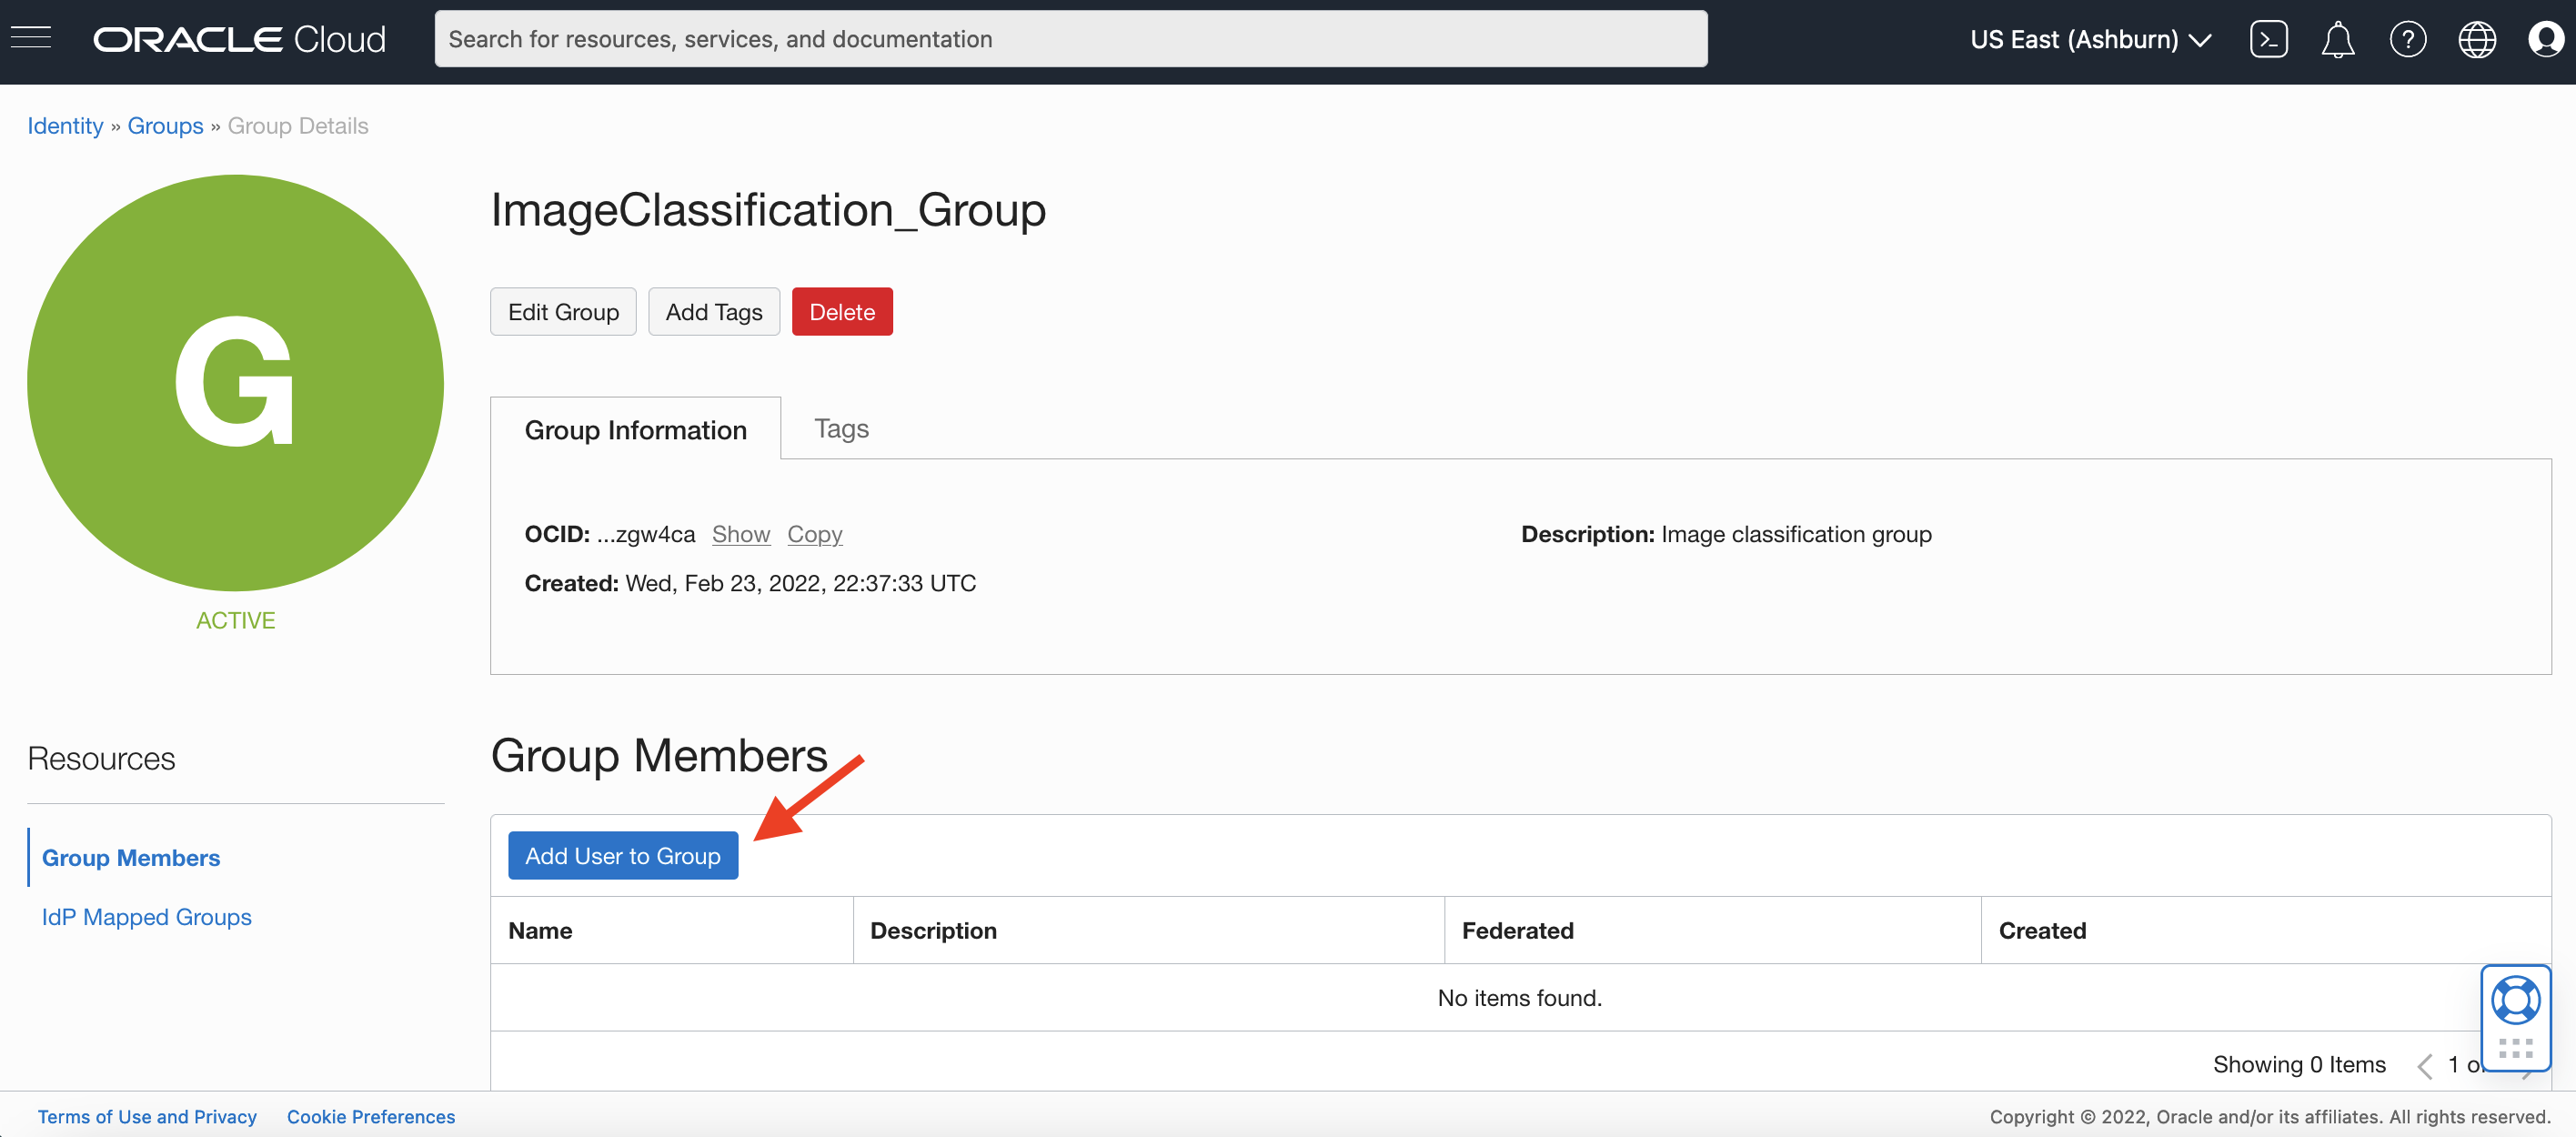 ORACLE Cloud
Search for resources, services, and documentation
US East (Ashburn)
Identity » Groups » Group Details
G
ACTIVE
ImageClassification_Group
Edit Group
Add Tags
Delete
Group Information
Tags
OCID: ...zgw4ca Show Copy
Description: Image classification group
Created: Wed, Feb 23, 2022, 22:37:33 UTC
Resources
Group Members
IdP Mapped Groups
Group Members
Add User to Group
Name Description Federated Created
No items found.
Showing 0 Items < 1
Terms of Use and Privacy
Cookie Preferences
Copyright © 2022, Oracle and/or its affiliates. All rights reserved.